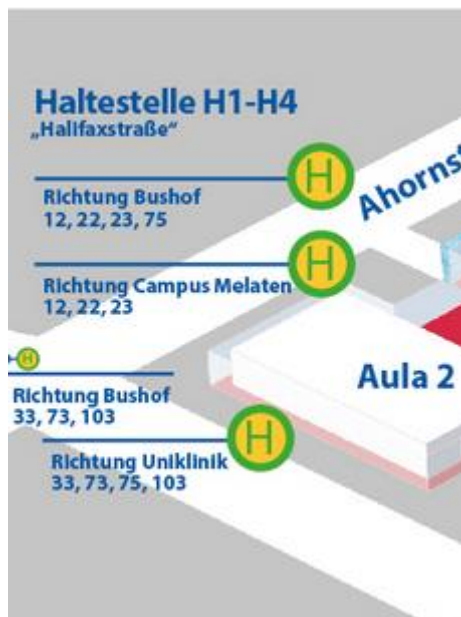 Haltestelle H1-H4
„Halifaxstraße“
H
Richtung Bushof
12, 22, 23, 75
H
Richtung Campus Melaten
12, 22, 23
H
Richtung Bushof
33, 73, 103
H
Richtung Uniklinik
33, 73, 75, 103
Aula 2